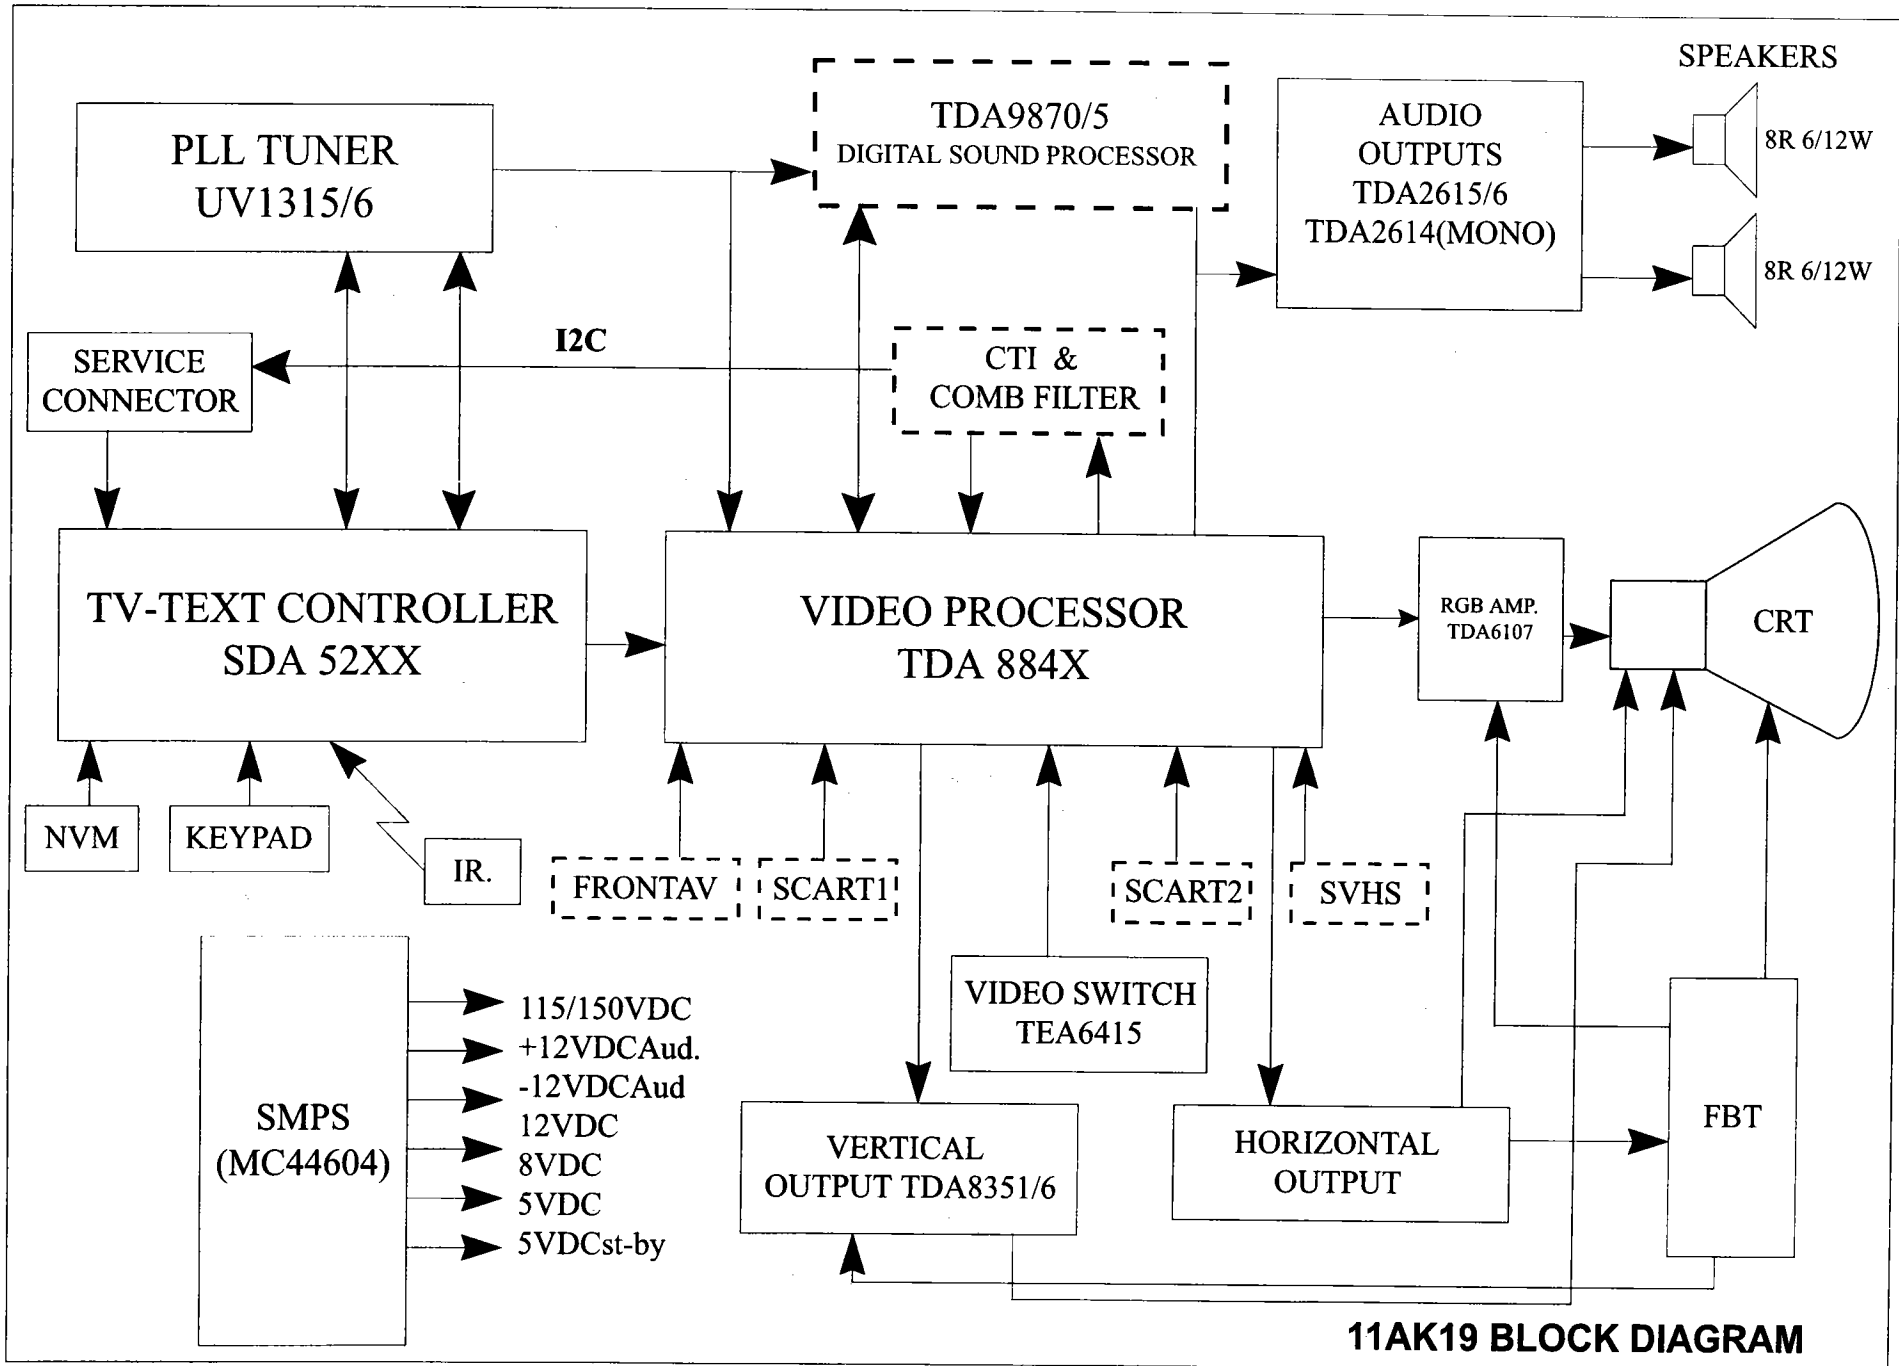 SPEAKERS
PLL TUNER
UV1315/6
TDA9870/5
DIGITAL SOUND PROCESSOR
AUDIO
OUTPUTS
TDA2615/6
TDA2614(MONO)
8R 6/12W
8R 6/12W
SERVICE
CONNECTOR
I2C
CTI &
COMB FILTER
TV-TEXT CONTROLLER
SDA 52XX
VIDEO PROCESSOR
TDA 884X
RGB AMP.
TDA6107
CRT
NVM
KEYPAD
IR.
FRONTAV
SCART1
SCART2
SVHS
VIDEO SWITCH
TEA6415
SMPS
(MC44604)
115/150VDC
+12VDCAud.
-12VDCAud
12VDC
8VDC
5VDC
5VDCst-by
VERTICAL
OUTPUT TDA8351/6
HORIZONTAL
OUTPUT
FBT
11AK19 BLOCK DIAGRAM